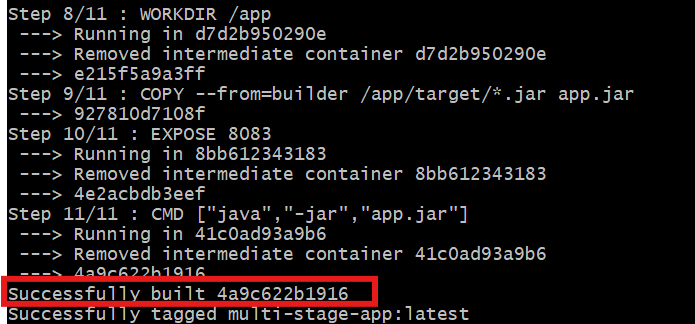 Step 8/11 : WORKDIR /app
 ---> Running in d7d2b950290e
 ---> Removed intermediate container d7d2b950290e
 ---> e215f5a9a3ff
Step 9/11 : COPY --from=builder /app/target/*.jar app.jar
 ---> 927810d7108f
Step 10/11 : EXPOSE 8083
 ---> Running in 8bb612343183
 ---> Removed intermediate container 8bb612343183
 ---> 4e2acbdb3eef
Step 11/11 : CMD ["java","-jar","app.jar"]
 ---> Running in 41c0ad93a9b6
 ---> Removed intermediate container 41c0ad93a9b6
 ---> 4a9c622b1916
Successfully built 4a9c622b1916
Successfully tagged multi-stage-app:latest